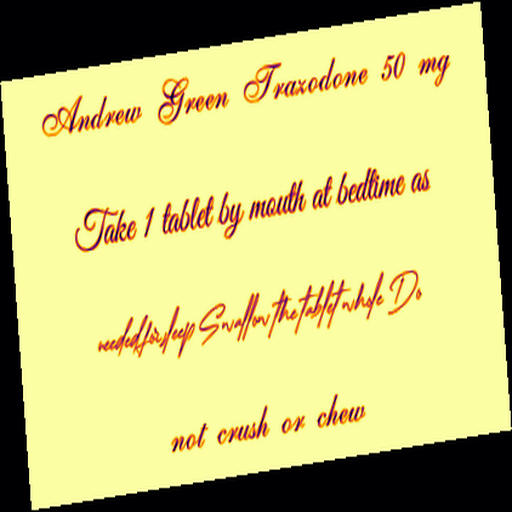 Andrew Green Traxodone 50 mg
Take 1 tablet by mouth at bedtime as
needed for sleep Swallow the tablet whole Do
not crush or chew